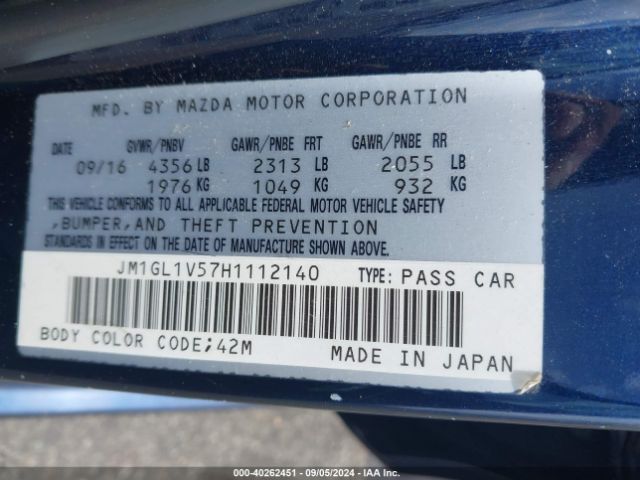 MFD. BY MAZDA MOTOR CORPORATION
DATE GVWR/PNBV GAWR/PNBE FRT GAWR/PNBE RR
09/16 4356 LB 2313 LB 2055 LB
1976 KG 1049 KG 932 KG
THIS VEHICLE CONFORMS TO ALL APPLICABLE FEDERAL MOTOR VEHICLE SAFETY
,BUMPER,AND THEFT PREVENTION
STANDARDS IN EFFECT ON THE DATE OF MANUFACTURE SHOWN ABOVE.
JM1GL1V57H1112140 TYPE: PASS CAR
BODY COLOR CODE;42M MADE IN JAPAN
000-40262451 - 09/05/2024 - IAA Inc.